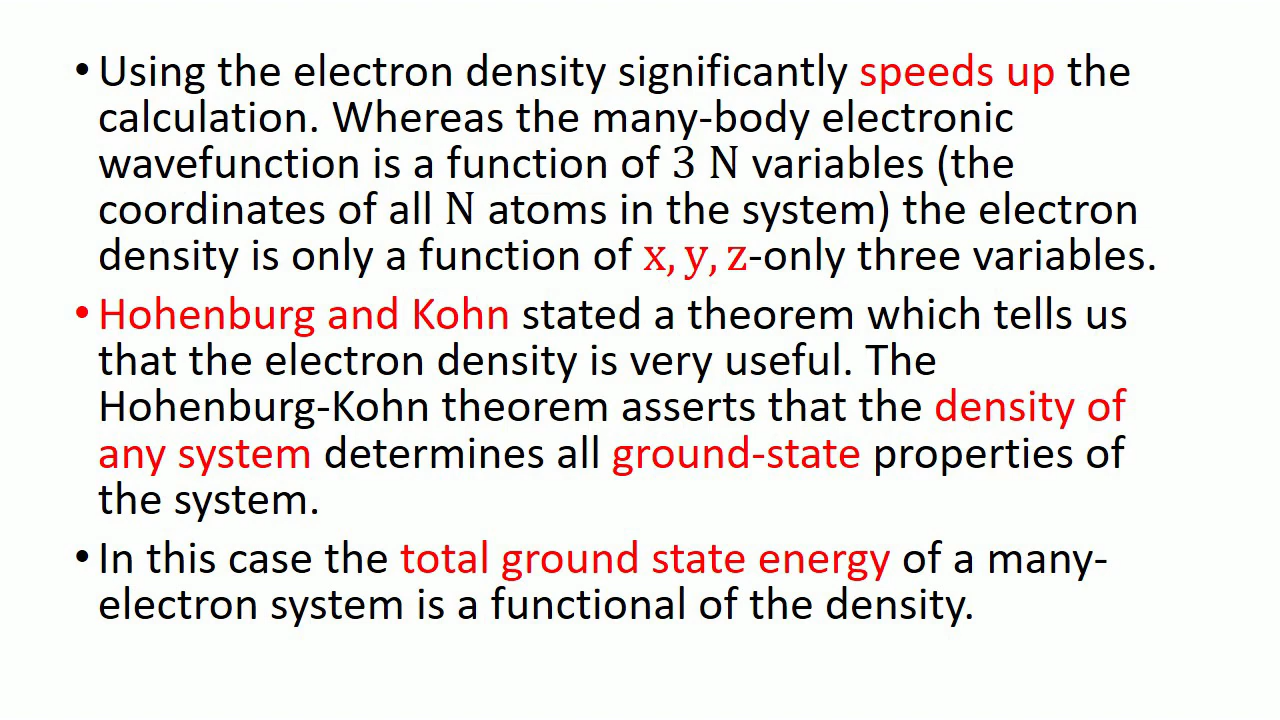 • Using the electron density significantly speeds up the
calculation. Whereas the many-body electronic
wavefunction is a function of 3 N variables (the
coordinates of all N atoms in the system) the electron
density is only a function of x, y, z-only three variables.
• Hohenburg and Kohn stated a theorem which tells us
that the electron density is very useful. The
Hohenburg-Kohn theorem asserts that the density of
any system determines all ground-state properties of
the system.
• In this case the total ground state energy of a many-
electron system is a functional of the density.